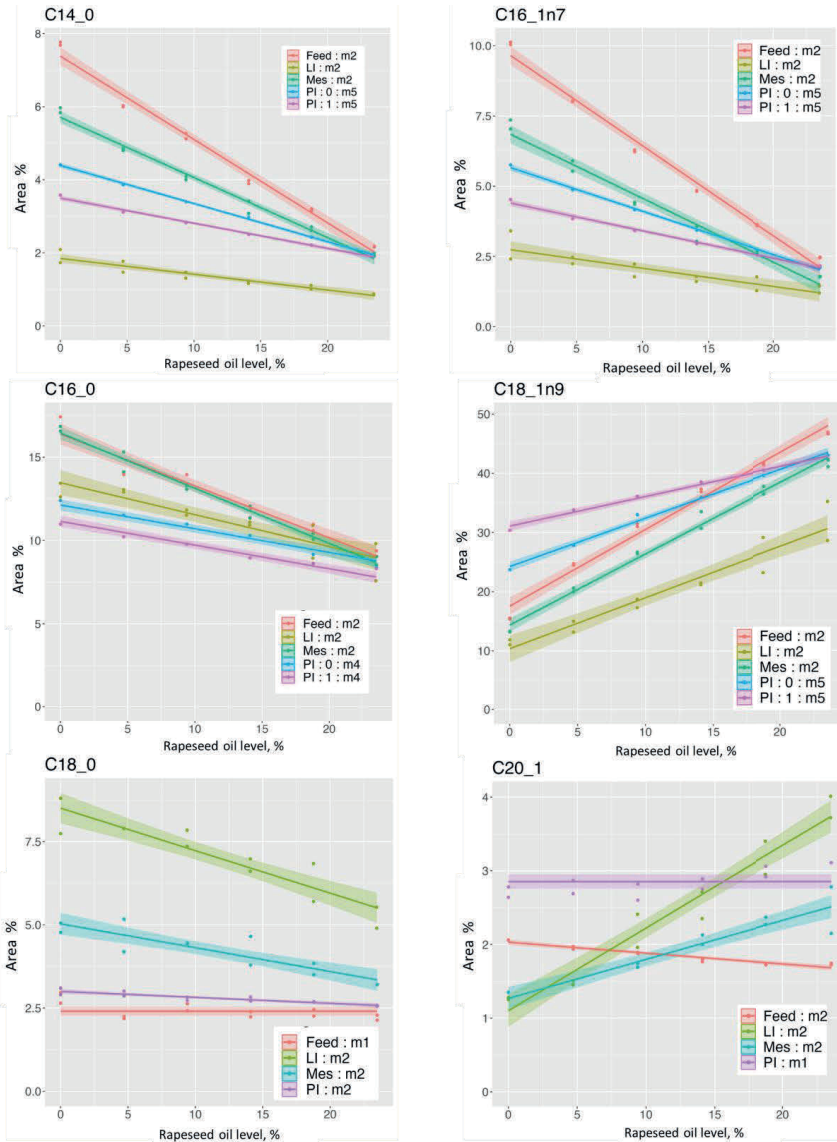 C14_0
8
6
4
2
0
Area %
Feed : m2
LI : m2
Mes : m2
PI : 0 : m5
PI : 1 : m5
0 5 10 15 20
Rapeseed oil level, %
C16_1n7
10.0
7.5
5.0
2.5
0.0
Area %
Feed : m2
LI : m2
Mes : m2
PI : 0 : m5
PI : 1 : m5
0 5 10 15 20
Rapeseed oil level, %
C16_0
15
10
5
0
Area %
Feed : m2
LI : m2
Mes : m2
PI : 0 : m4
PI : 1 : m4
0 5 10 15 20
Rapeseed oil level, %
C18_1n9
50
40
30
20
10
0
Area %
Feed : m2
LI : m2
Mes : m2
PI : 0 : m5
PI : 1 : m5
0 5 10 15 20
Rapeseed oil level, %
C18_0
7.5
5.0
2.5
0.0
Area %
Feed : m1
LI : m2
Mes : m2
PI : m2
0 5 10 15 20
Rapeseed oil level, %
C20_1
4
3
2
1
0
Area %
Feed : m2
LI : m2
Mes : m2
PI : m1
0 5 10 15 20
Rapeseed oil level, %